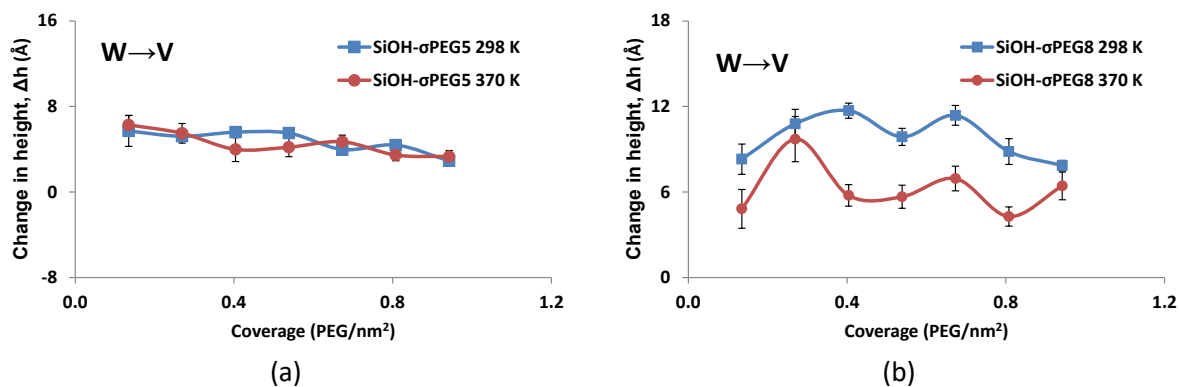 16
8
0
-8
0.0
0.4
0.8
1.2
Change in height, Δh (Å)
Coverage (PEG/nm²)
W→V
SiOH-σPEG5 298 K
SiOH-σPEG5 370 K
(a)
18
12
6
0
0.0
0.4
0.8
1.2
Change in height, Δh (Å)
Coverage (PEG/nm²)
W→V
SiOH-σPEG8 298 K
SiOH-σPEG8 370 K
(b)